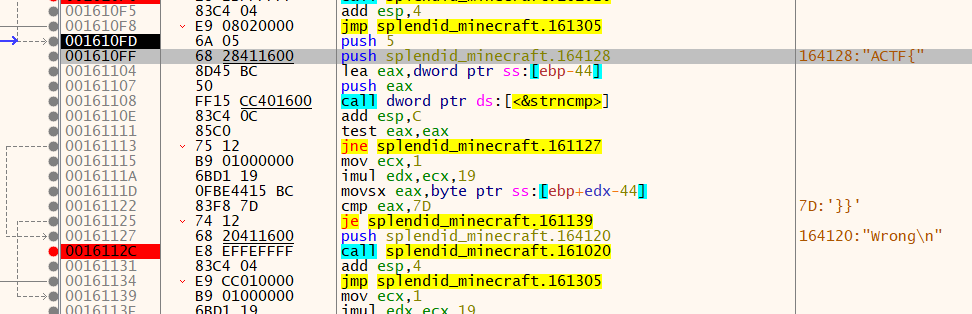 001610F5 83C4 04 add esp,4
001610F8 E9 08020000 jmp splendid_minecraft.161305
001610FD 6A 05 push 5
001610FF 68 28411600 push splendid_minecraft.164128 164128:"ACTF{"
00161104 8D45 BC lea eax,dword ptr ss:[ebp-44]
00161107 50 push eax
00161108 FF15 CC401600 call dword ptr ds:[<&strncmp>]
0016110E 83C4 0C add esp,C
00161111 85C0 test eax,eax
00161113 75 12 jne splendid_minecraft.161127
00161115 B9 01000000 mov ecx,1
0016111A 6BD1 19 imul edx,ecx,19
0016111D 0FBE4415 BC movsx eax,byte ptr ss:[ebp+edx-44]
00161122 83F8 7D cmp eax,7D 7D:'}}'
00161125 74 12 je splendid_minecraft.161139
00161127 68 20411600 push splendid_minecraft.164120 164120:"Wrong\n"
0016112C E8 EFFEFFFF call splendid_minecraft.161020
00161131 83C4 04 add esp,4
00161134 E9 CC010000 jmp splendid_minecraft.161305
00161139 B9 01000000 mov ecx,1
0016113E 6BD1 19 imul edx,ecx,19